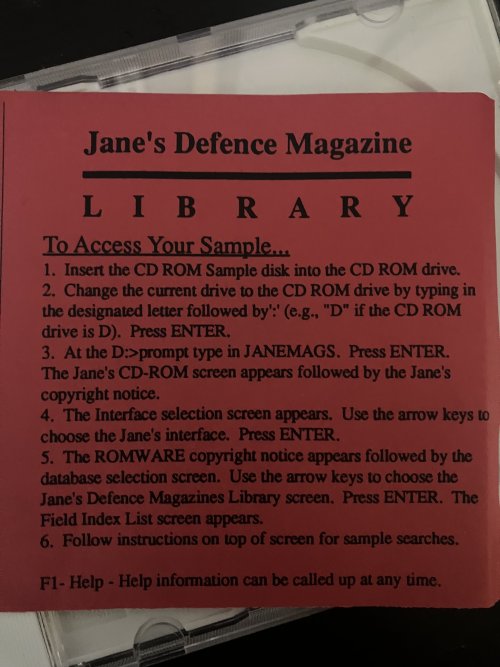 Jane's Defence Magazine
L I B R A R Y
To Access Your Sample...
1. Insert the CD ROM Sample disk into the CD ROM drive.
2. Change the current drive to the CD ROM drive by typing in
the designated letter followed by':' (e.g., "D" if the CD ROM
drive is D). Press ENTER.
3. At the D:>prompt type in JANEMAGS. Press ENTER.
The Jane's CD-ROM screen appears followed by the Jane's
copyright notice.
4. The Interface selection screen appears. Use the arrow keys to
choose the Jane's interface. Press ENTER.
5. The ROMWARE copyright notice appears followed by the
database selection screen. Use the arrow keys to choose the
Jane's Defence Magazines Library screen. Press ENTER. The
Field Index List screen appears.
6. Follow instructions on top of screen for sample searches.
F1- Help - Help information can be called up at any time.